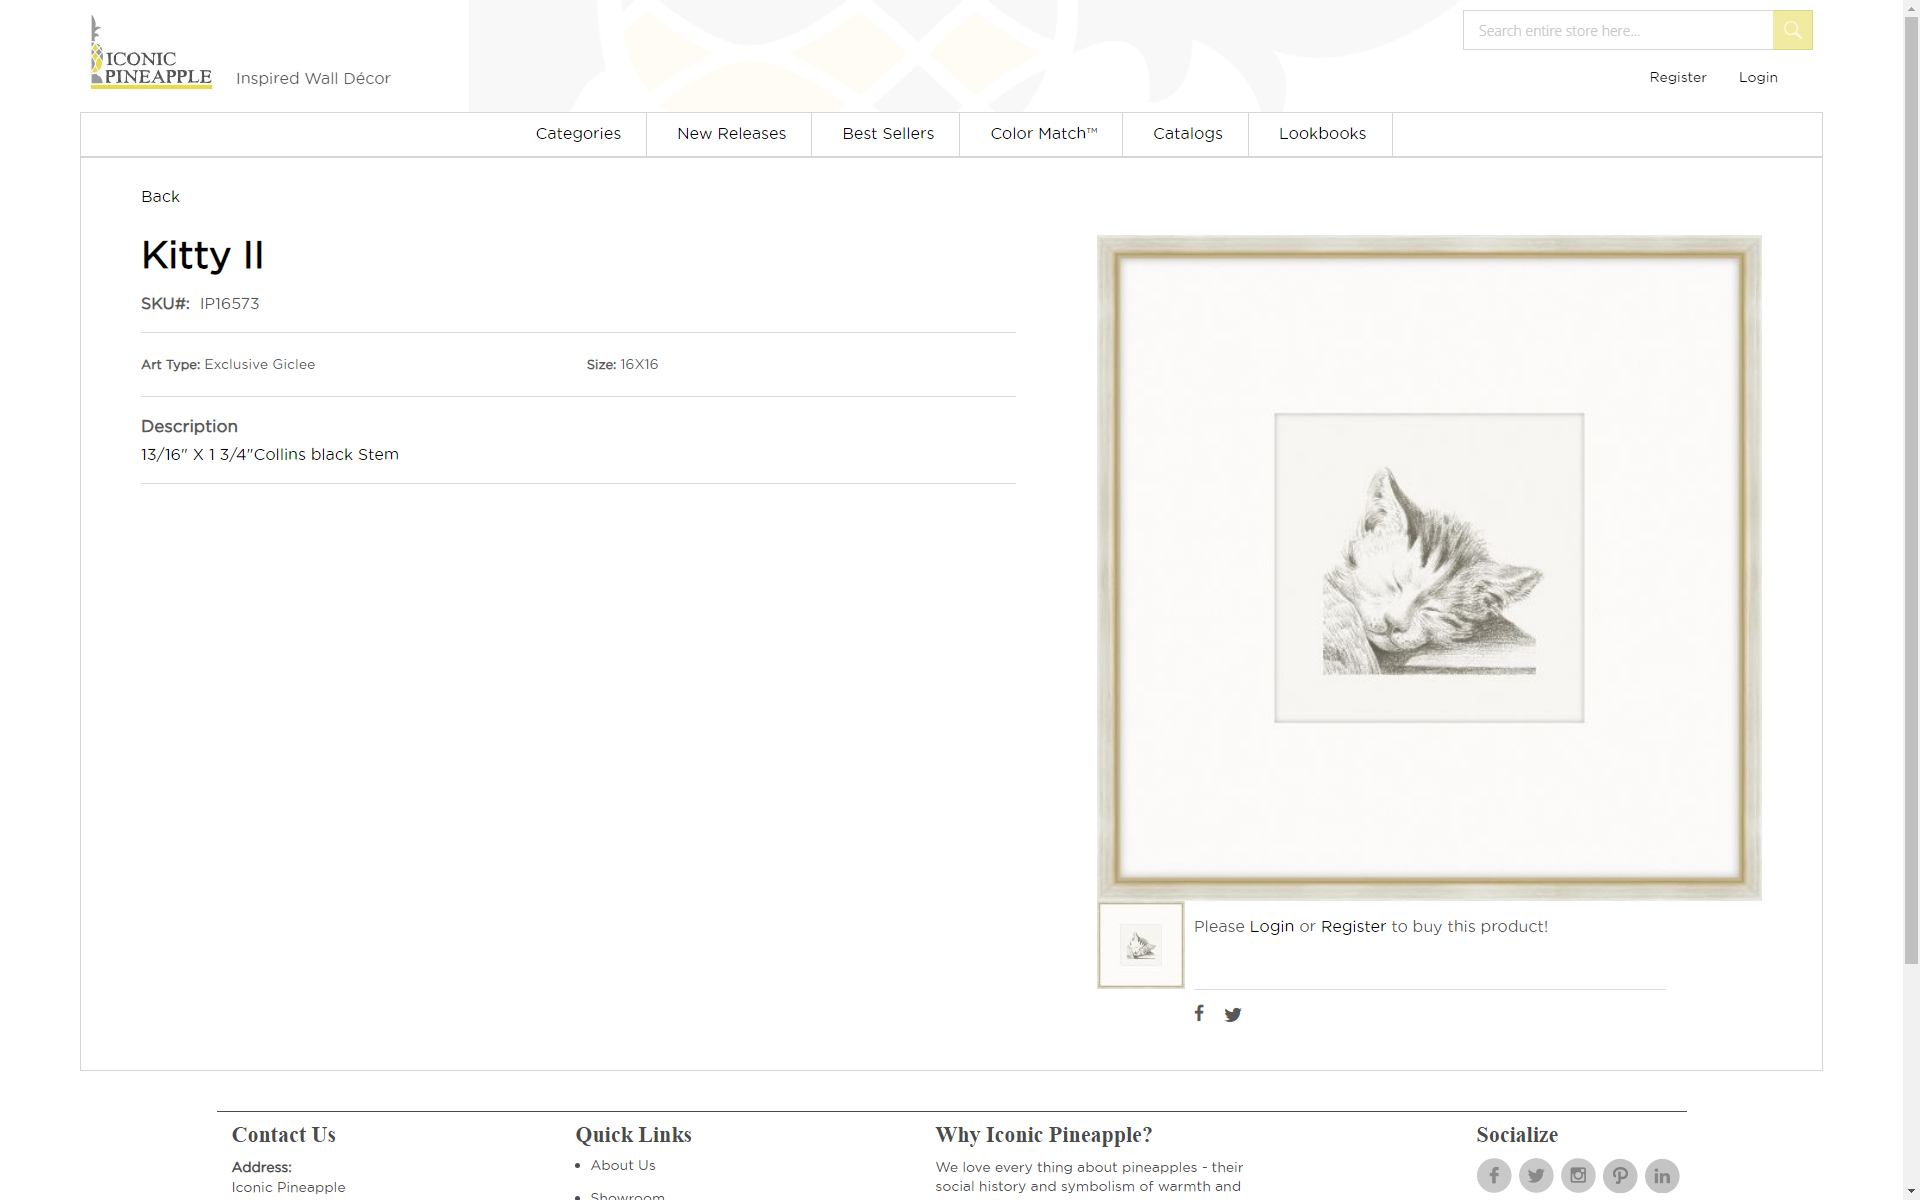 ICONIC
PINEAPPLE
Inspired Wall Décor
Search entire store here...
Register
Login
Categories
New Releases
Best Sellers
Color Match™
Catalogs
Lookbooks
Back
Kitty II
SKU#: IP16573
Art Type: Exclusive Giclee
Size: 16X16
Description
13/16" X 1 3/4"Collins black Stem
Please Login or Register to buy this product!
Contact Us
Address:
Iconic Pineapple
Quick Links
About Us
Showroom
Why Iconic Pineapple?
We love every thing about pineapples - their
social history and symbolism of warmth and
Socialize